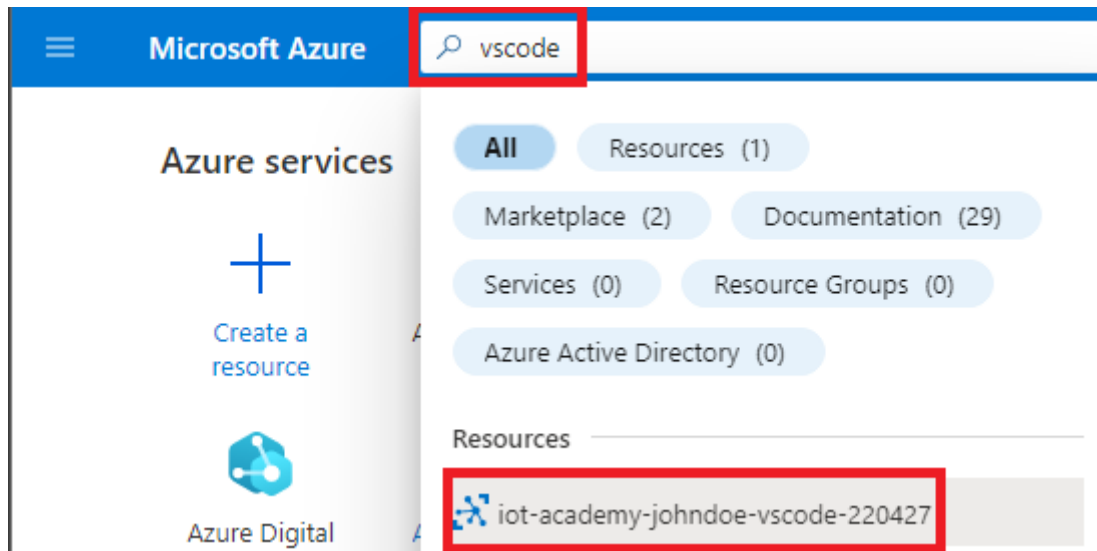 Microsoft Azure
vscode
All Resources (1)
Azure services
Marketplace (2) Documentation (29)
Services (0) Resource Groups (0)
Create a
resource
Azure Active Directory (0)
Resources
iot-academy-johndoe-vscode-220427
Azure Digital